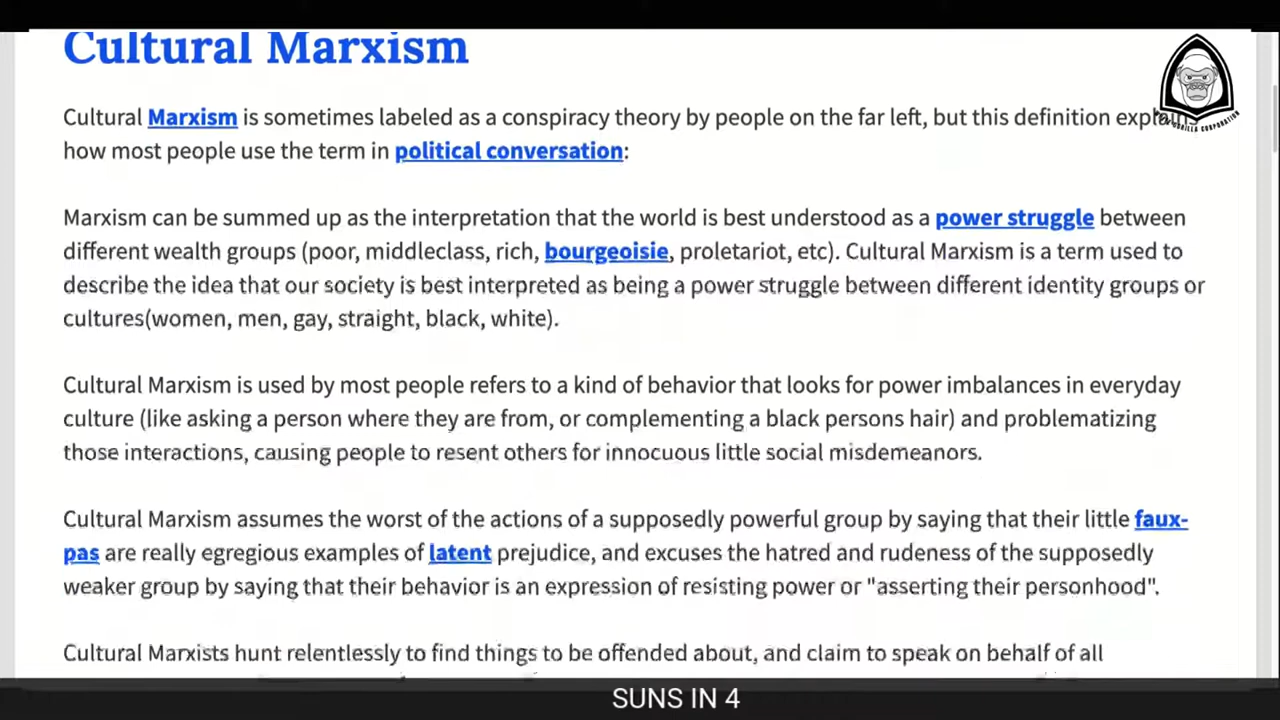 Cultural Marxism
Cultural Marxism is sometimes labeled as a conspiracy theory by people on the far left, but this definition explains
how most people use the term in political conversation:
Marxism can be summed up as the interpretation that the world is best understood as a power struggle between
different wealth groups (poor, middleclass, rich, bourgeoisie, proletariot, etc). Cultural Marxism is a term used to
describe the idea that our society is best interpreted as being a power struggle between different identity groups or
cultures(women, men, gay, straight, black, white).
Cultural Marxism is used by most people refers to a kind of behavior that looks for power imbalances in everyday
culture (like asking a person where they are from, or complementing a black persons hair) and problematizing
those interactions, causing people to resent others for innocuous little social misdemeanors.
Cultural Marxism assumes the worst of the actions of a supposedly powerful group by saying that their little faux-
pas are really egregious examples of latent prejudice, and excuses the hatred and rudeness of the supposedly
weaker group by saying that their behavior is an expression of resisting power or "asserting their personhood".
Cultural Marxists hunt relentlessly to find things to be offended about, and claim to speak on behalf of all
GORILLA CORPORATION
SUNS IN 4